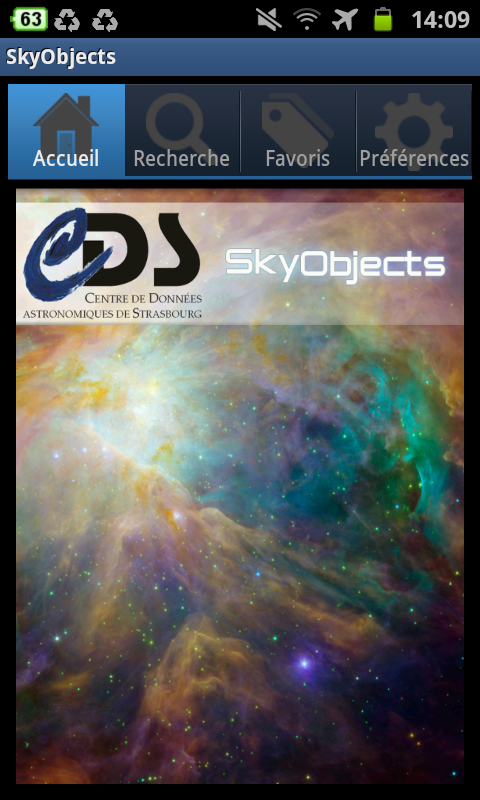 63
14:09
SkyObjects
Accueil
Recherche
Favoris
Préférences
CDS
SkyObjects
CENTRE DE DONNÉES
ASTRONOMIQUES DE STRASBOURG